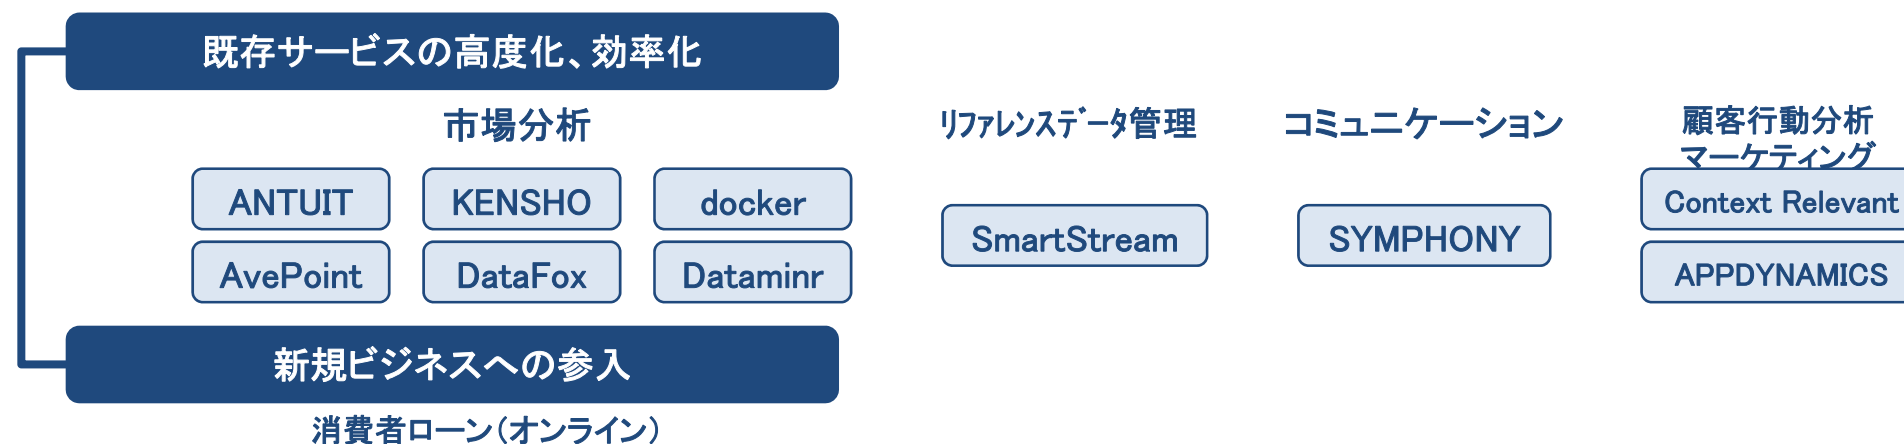 既存サービスの高度化、効率化
市場分析
リファレンスデータ管理
コミュニケーション
顧客行動分析
マーケティング
ANTUIT
KENSHO
docker
AvePoint
DataFox
Dataminr
SmartStream
SYMPHONY
Context Relevant
APPDYNAMICS
新規ビジネスへの参入
消費者ローン(オンライン)